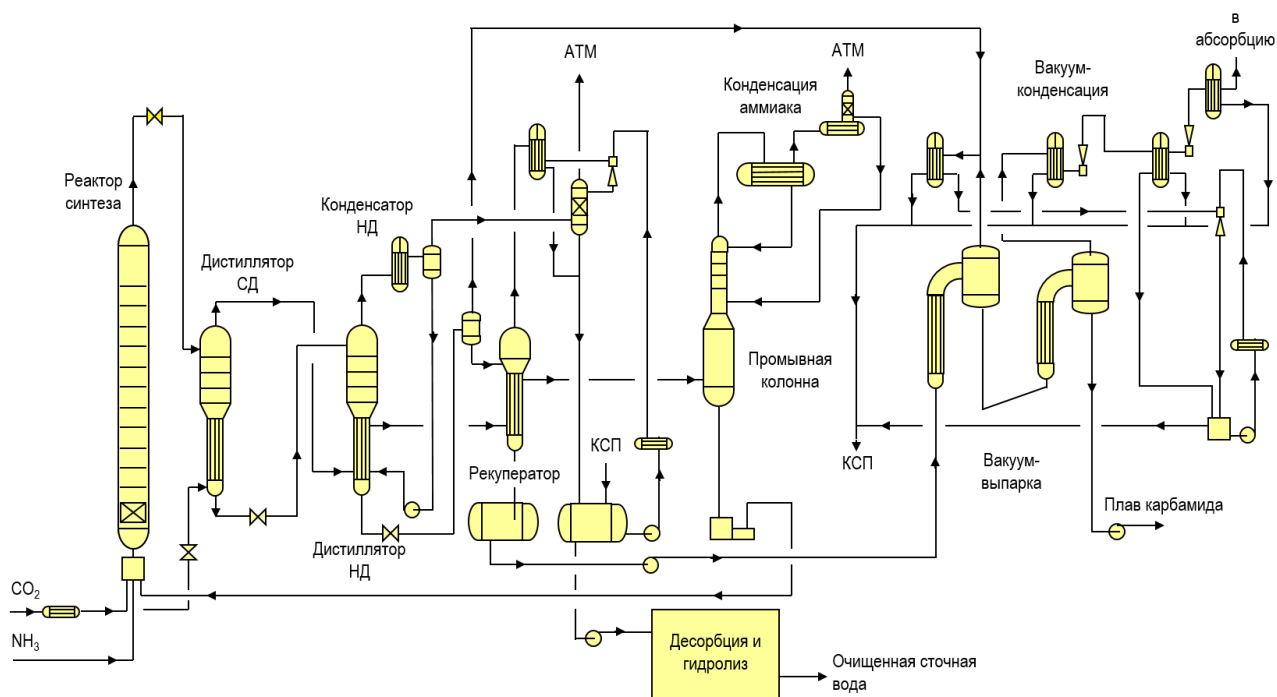 в
абсорбцию
АТМ
АТМ
Конденсация
аммиака
Вакуум-
конденсация
Реактор
синтеза
Конденсатор
НД
Дистиллятор
СД
Промывная
колонна
КСП
Рекуператор
КСП
Вакуум-
выпарка
Плав карбамида
Дистиллятор
НД
CO₂
NH₃
Десорбция и
гидролиз
Очищенная сточная
вода